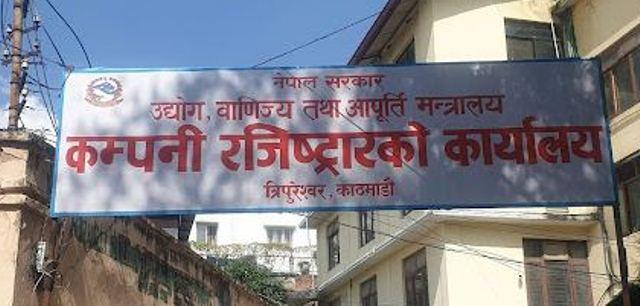 नेपाल सरकार
उद्योग, वाणिज्य तथा आपूर्ति मन्त्रालय
कम्पनी रजिष्ट्रारको कार्यालय
त्रिपुरेश्वर, काठमाडौं